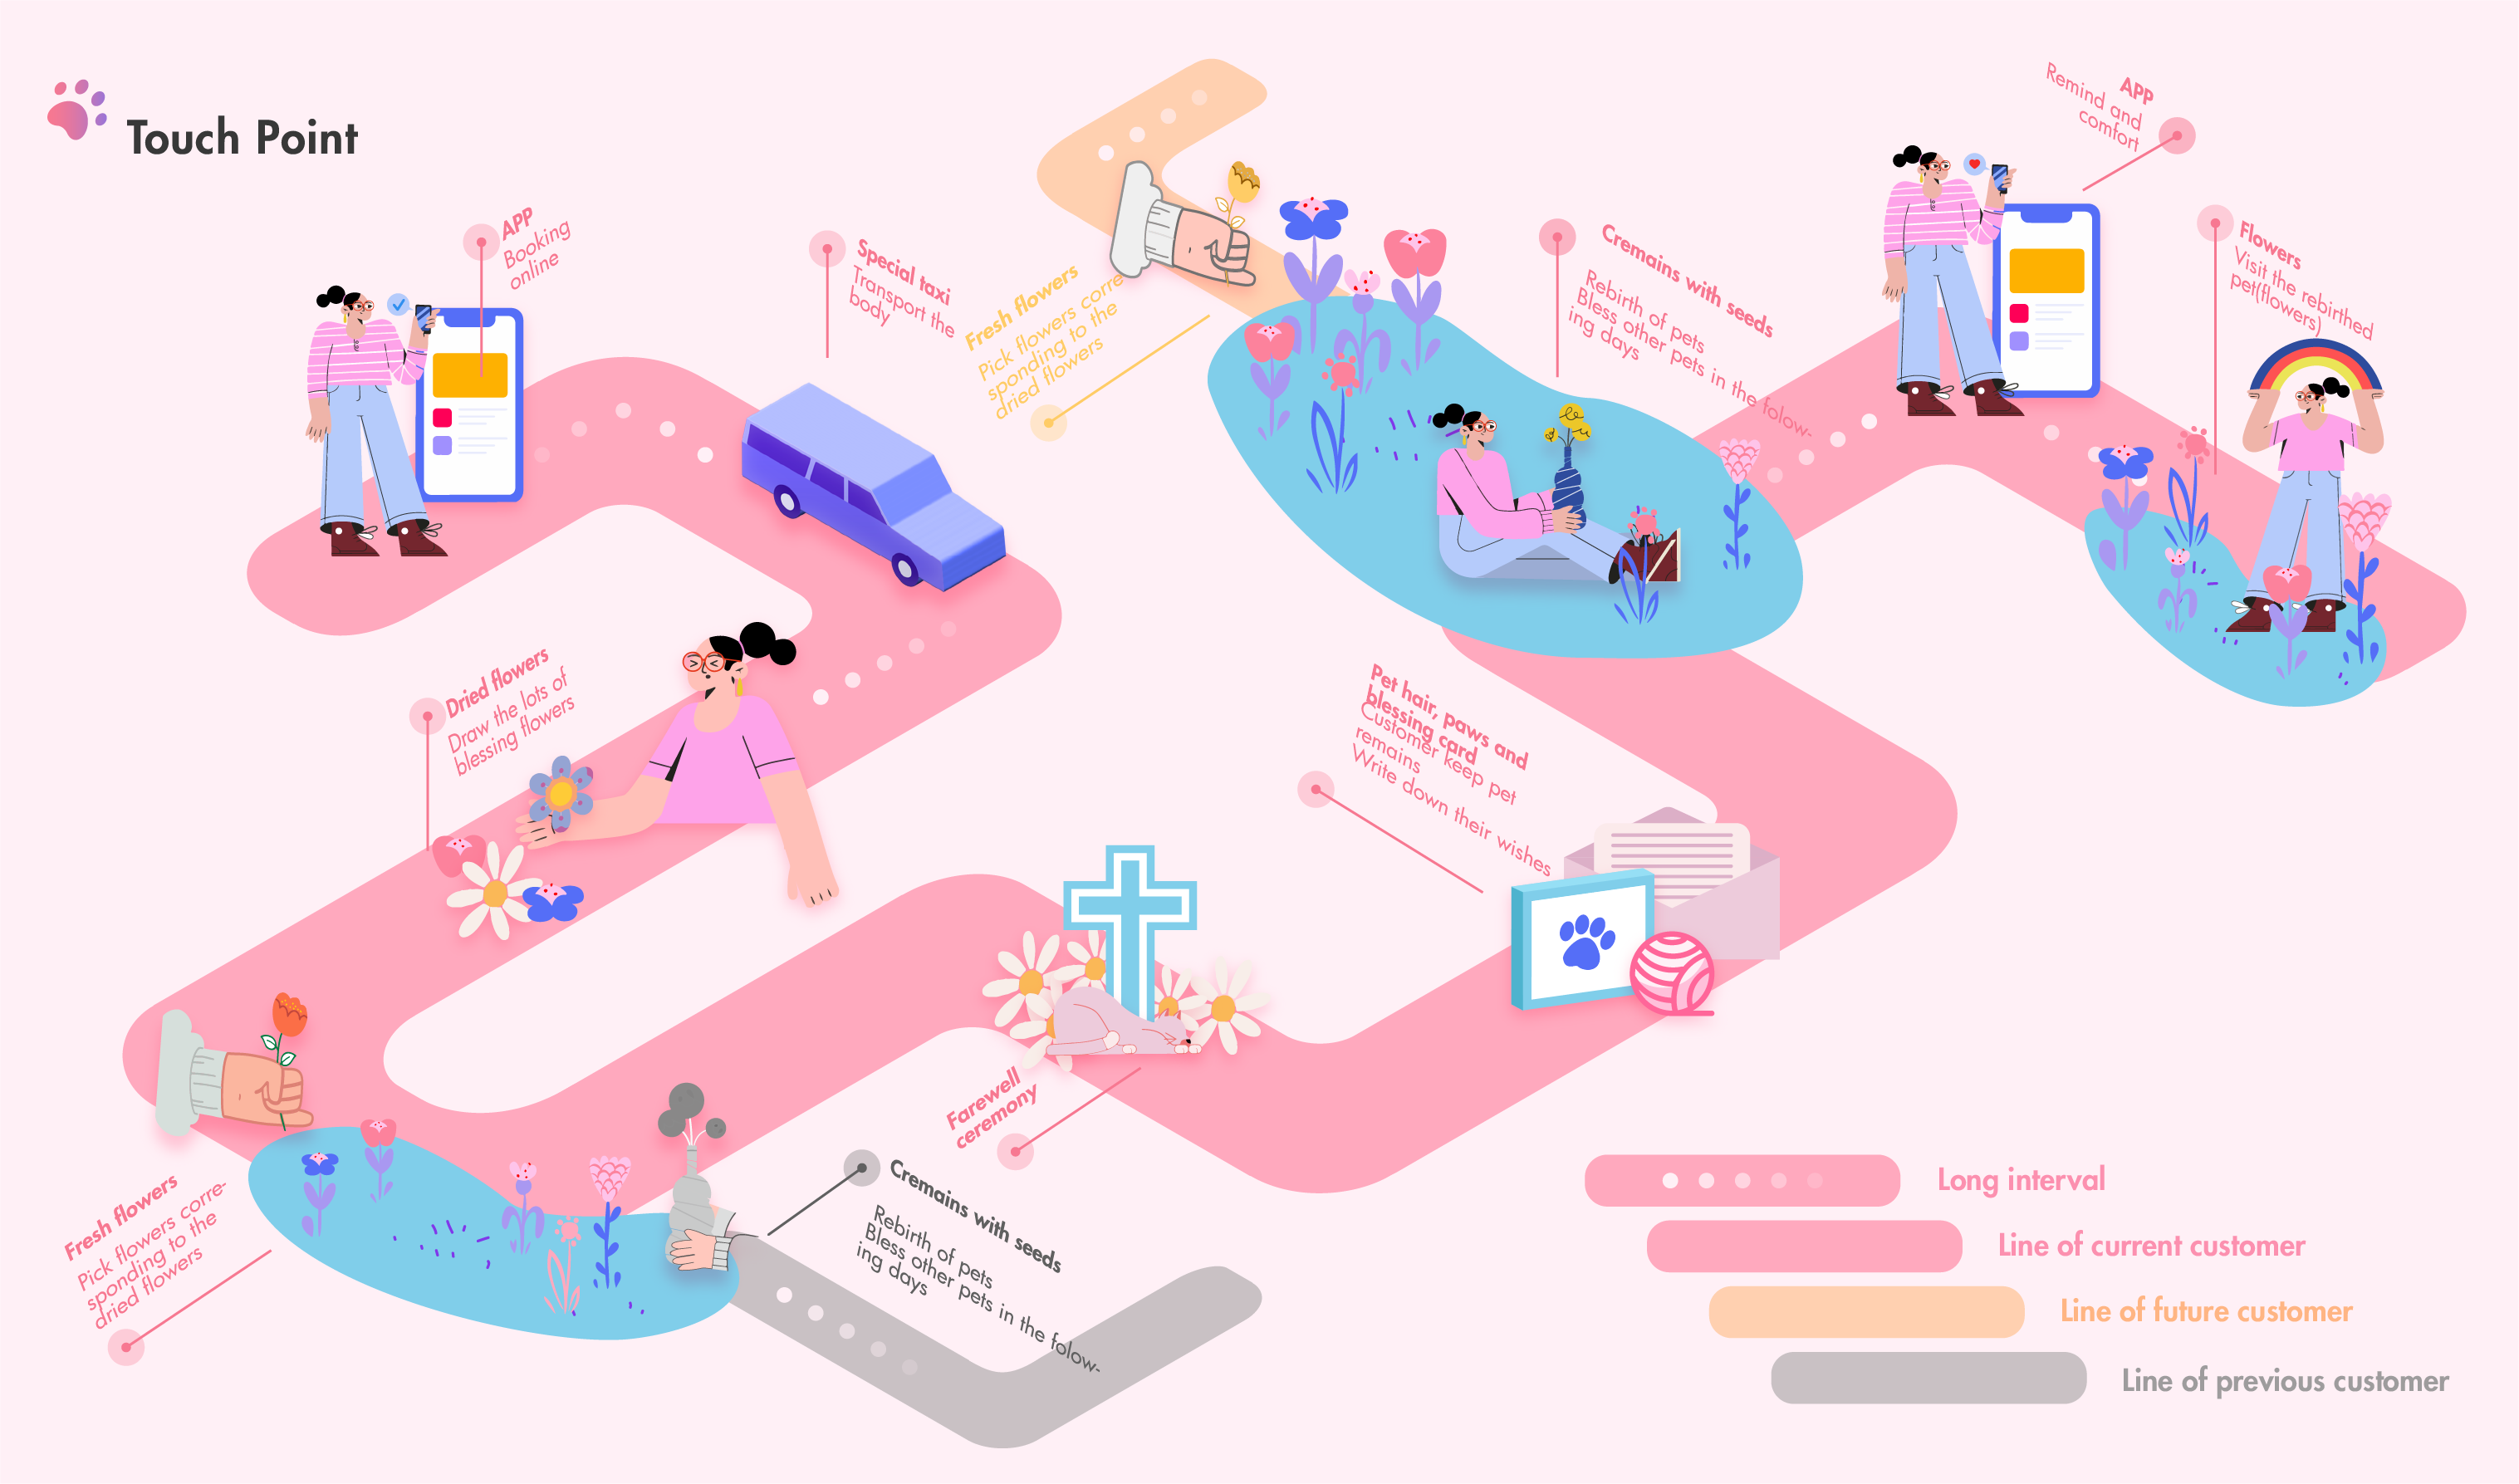 Touch Point
APP
Booking
online
Special taxi
Transport the
body
Fresh flowers
Pick flowers corre-
sponding to the
dried flowers
Cremains with seeds
Rebirth of pets
Bless other pets in the folow-
ing days
APP
Remind and
comfort
Flowers
Visit the rebirthed
pet(flowers)
Dried flowers
Draw the lots of
blessing flowers
Pet hair, paws and
blessing card
Customer keep pet
remains
Write down their wishes
Farewell
ceremony
Fresh flowers
Pick flowers corre-
sponding to the
dried flowers
Cremains with seeds
Rebirth of pets
Bless other pets in the folow-
ing days
Long interval
Line of current customer
Line of future customer
Line of previous customer